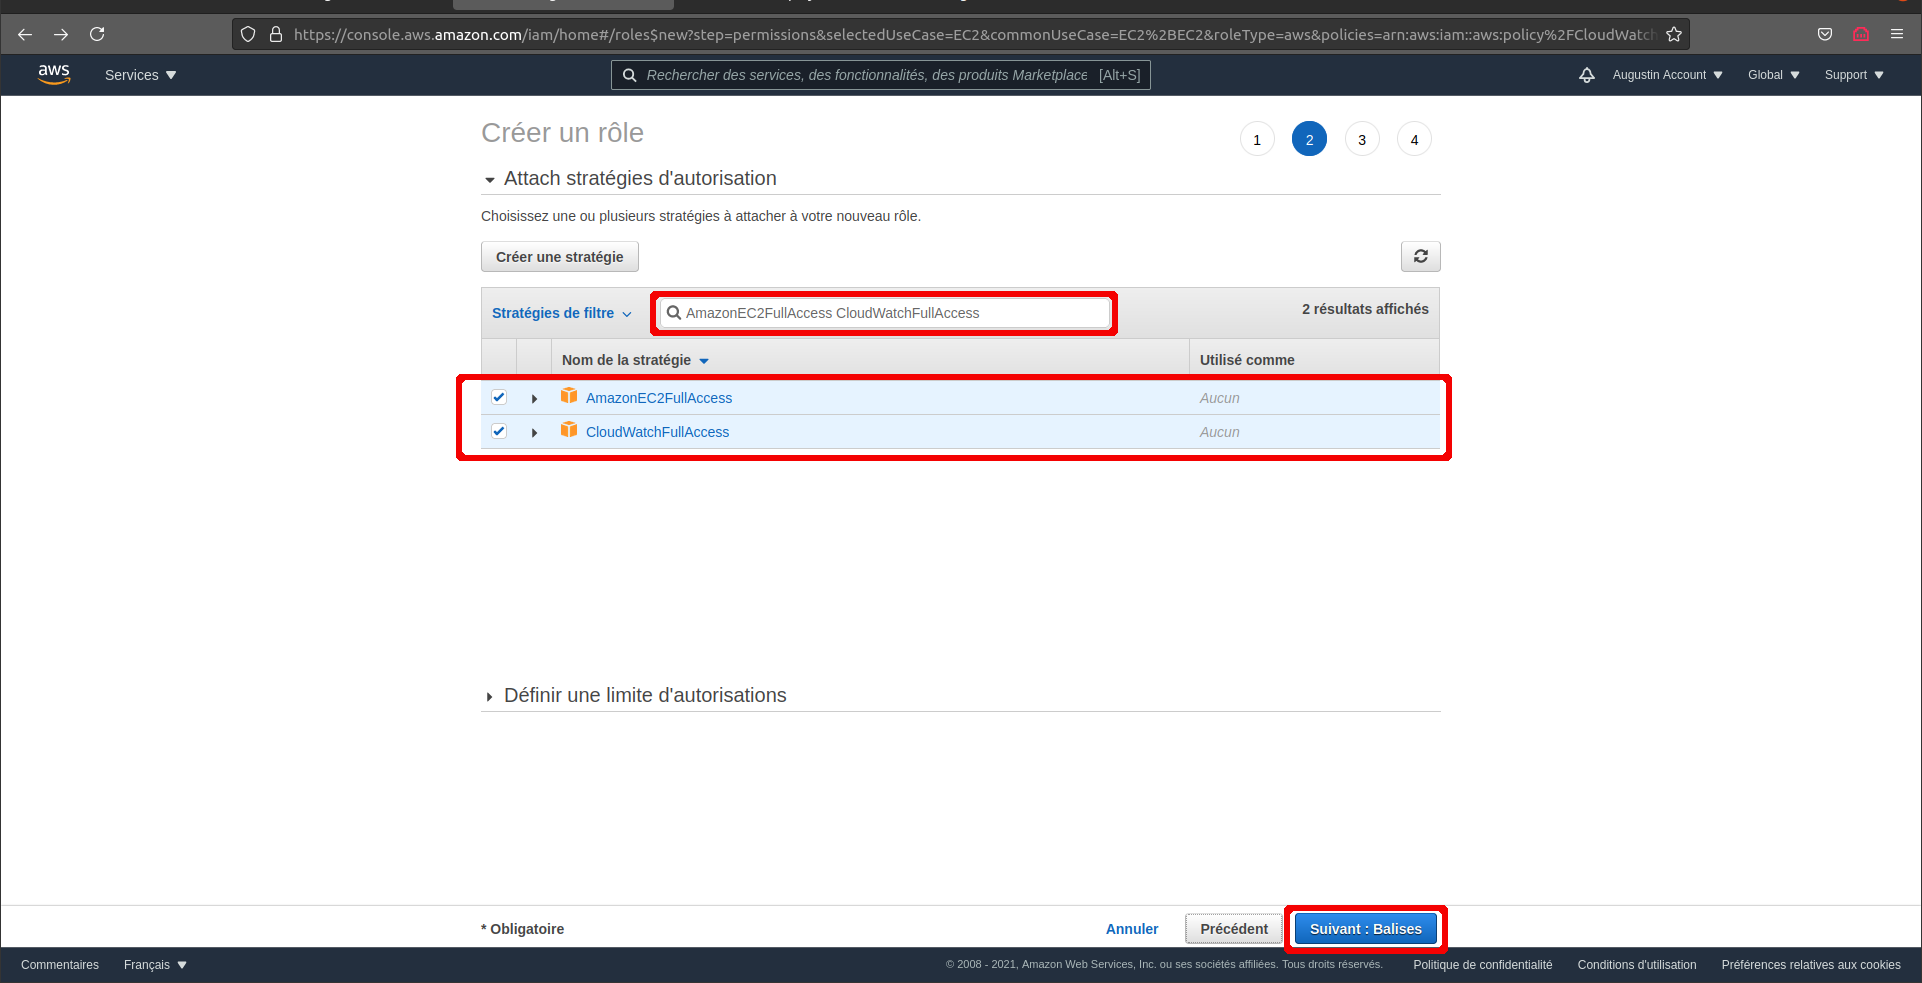 https://console.aws.amazon.com/iam/home#/roles$new?step=permissions&selectedUseCase=EC2&commonUseCase=EC2%2BEC2&roleType=aws&policies=arn:aws:iam::aws:policy%2FCloudWatch
aws Services Rechercher des services, des fonctionnalités, des produits Marketplace [Alt+S] Augustin Account Global Support
Créer un rôle 1 2 3 4
Attach stratégies d'autorisation
Choisissez une ou plusieurs stratégies à attacher à votre nouveau rôle.
Créer une stratégie
Stratégies de filtre AmazonEC2FullAccess CloudWatchFullAccess 2 résultats affichés
Nom de la stratégie Utilisé comme
AmazonEC2FullAccess Aucun
CloudWatchFullAccess Aucun
Définir une limite d'autorisations
* Obligatoire Annuler Précédent Suivant : Balises
Commentaires Français © 2008 - 2021, Amazon Web Services, Inc. ou ses sociétés affiliées. Tous droits réservés. Politique de confidentialité Conditions d'utilisation Préférences relatives aux cookies